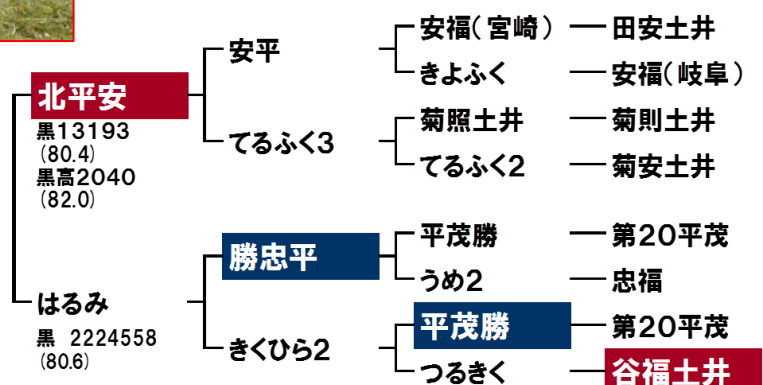 安福（宮崎） 田安土井
安平
きよふく 安福（岐阜）
北平安
黒13193
(80.4)
黒高2040
(82.0)
菊照土井 菊則土井
てるふく3
てるふく2 菊安土井
平茂勝 第20平茂
勝忠平
うめ2 忠福
はるみ
黒 2224558
(80.6)
平茂勝 第20平茂
きくひら2
つるきく 谷福土井